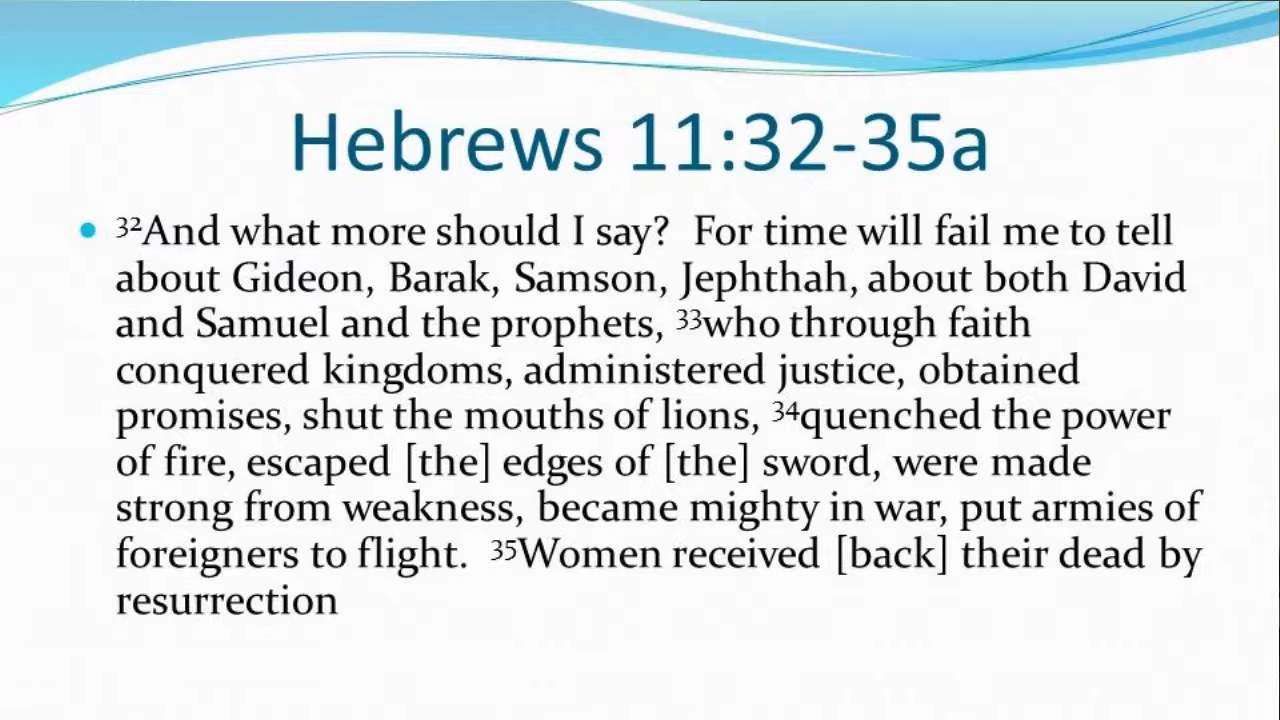 Hebrews 11:32-35a
• ³²And what more should I say?  For time will fail me to tell
about Gideon, Barak, Samson, Jephthah, about both David
and Samuel and the prophets, ³³who through faith
conquered kingdoms, administered justice, obtained
promises, shut the mouths of lions, ³⁴quenched the power
of fire, escaped [the] edges of [the] sword, were made
strong from weakness, became mighty in war, put armies of
foreigners to flight.  ³⁵Women received [back] their dead by
resurrection